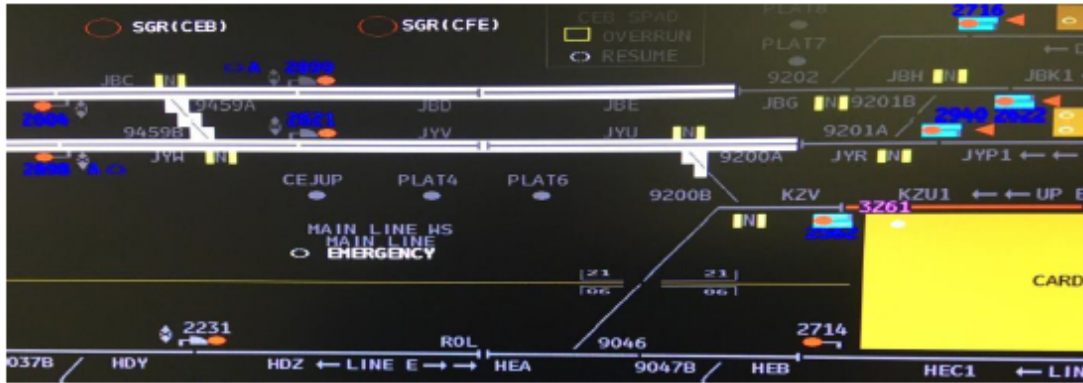 SGR(CEB) SGR(CFE) CEB SPAD PLAT8 2716
OVERRUN PLAT7
RESUME
JBC N A 2899 9202 JBH N JBK1
2884 9459A JBD JBE JBG N 9201B
9459B 2621 JYV JYU N 9201A 2940 2622
JYW N 9200A JYR N JYP1
2890 A
CEJUP PLAT4 PLAT6 9200B KZV KZU1 UP
3Z61
N
MAIN LINE WS
MAIN LINE
EMERGENCY
21 21 CARD
06 06
2231 ROL 9046 2714
037B HDY HDZ LINE E HEA 9047B HEB HEC1 LIN